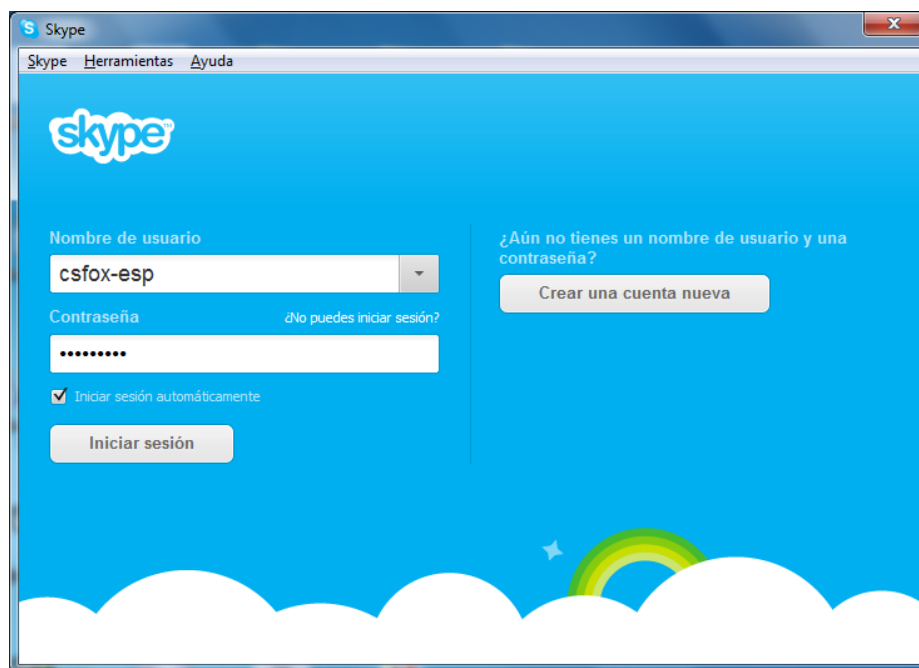 Skype
Skype Herramientas Ayuda
skype™
Nombre de usuario
csfox-esp
Contraseña
¿No puedes iniciar sesión?
•••••••••
Iniciar sesión automáticamente
Iniciar sesión
¿Aún no tienes un nombre de usuario y una
contraseña?
Crear una cuenta nueva